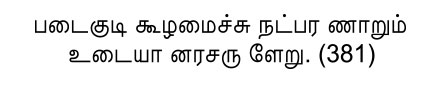 படைகுடி கூழமைச்சு நட்பர ணாறும்
உடையா னரசரு ளேறு. (381)